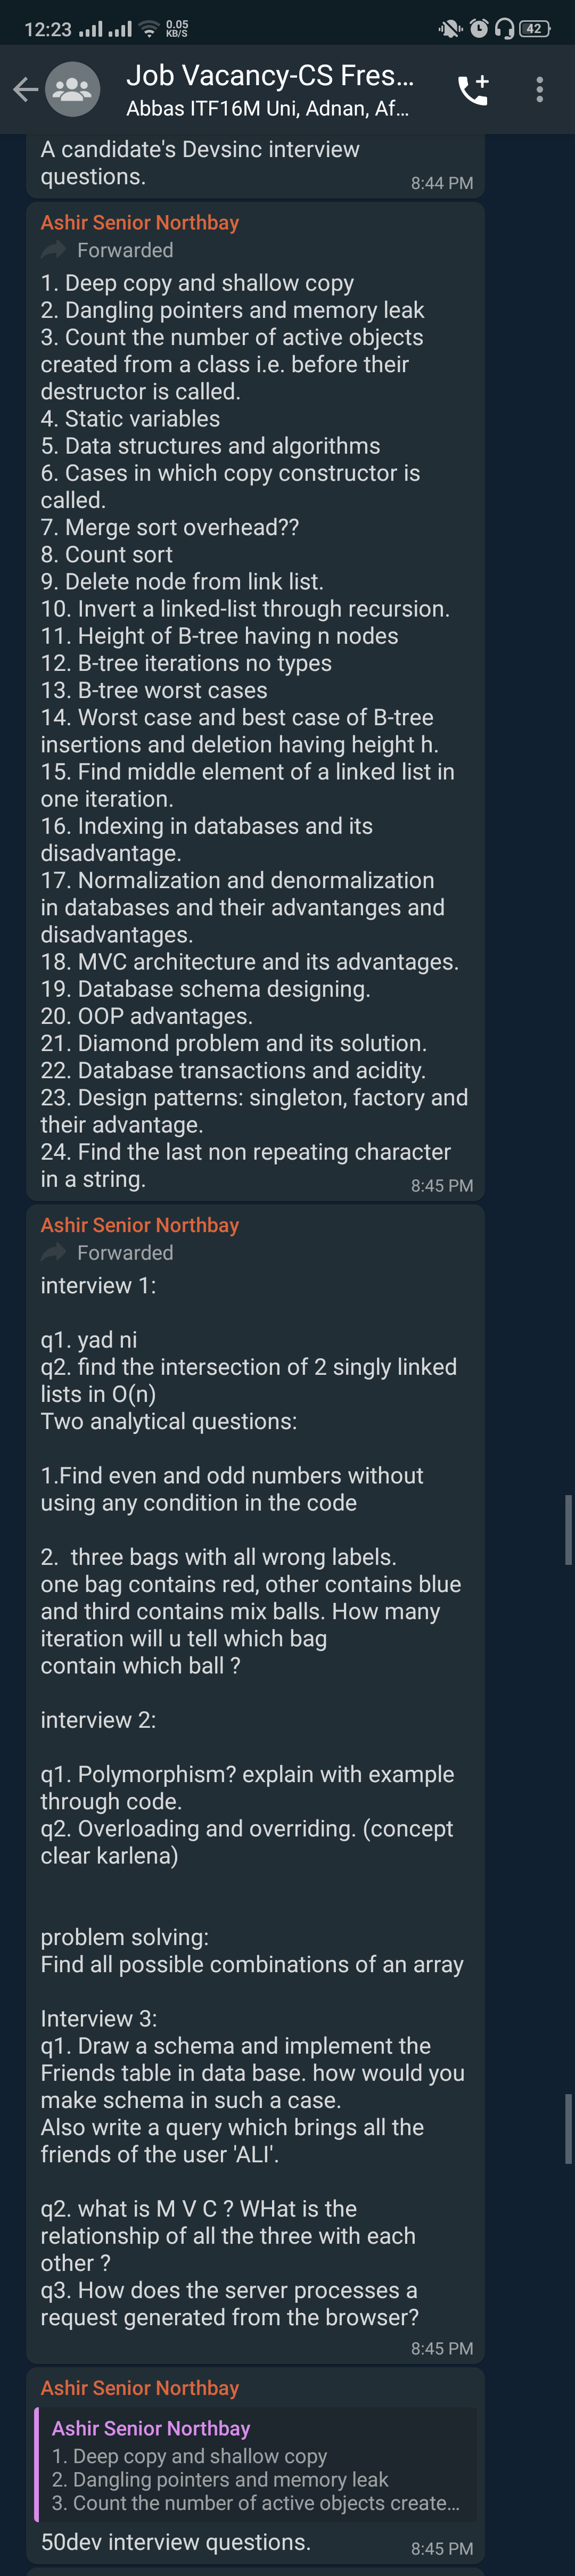 12:23
0.05
KB/S
42
Job Vacancy-CS Fres...
Abbas ITF16M Uni, Adnan, Af...
A candidate's Devsinc interview
questions.
8:44 PM
Ashir Senior Northbay
Forwarded
1. Deep copy and shallow copy
2. Dangling pointers and memory leak
3. Count the number of active objects
created from a class i.e. before their
destructor is called.
4. Static variables
5. Data structures and algorithms
6. Cases in which copy constructor is
called.
7. Merge sort overhead??
8. Count sort
9. Delete node from link list.
10. Invert a linked-list through recursion.
11. Height of B-tree having n nodes
12. B-tree iterations no types
13. B-tree worst cases
14. Worst case and best case of B-tree
insertions and deletion having height h.
15. Find middle element of a linked list in
one iteration.
16. Indexing in databases and its
disadvantage.
17. Normalization and denormalization
in databases and their advantanges and
disadvantages.
18. MVC architecture and its advantages.
19. Database schema designing.
20. OOP advantages.
21. Diamond problem and its solution.
22. Database transactions and acidity.
23. Design patterns: singleton, factory and
their advantage.
24. Find the last non repeating character
in a string.
8:45 PM
Ashir Senior Northbay
Forwarded
interview 1:
q1. yad ni
q2. find the intersection of 2 singly linked
lists in O(n)
Two analytical questions:
1.Find even and odd numbers without
using any condition in the code
2.  three bags with all wrong labels.
one bag contains red, other contains blue
and third contains mix balls. How many
iteration will u tell which bag
contain which ball ?
interview 2:
q1. Polymorphism? explain with example
through code.
q2. Overloading and overriding. (concept
clear karlena)
problem solving:
Find all possible combinations of an array
Interview 3:
q1. Draw a schema and implement the
Friends table in data base. how would you
make schema in such a case.
Also write a query which brings all the
friends of the user 'ALI'.
q2. what is M V C ? WHat is the
relationship of all the three with each
other ?
q3. How does the server processes a
request generated from the browser?
8:45 PM
Ashir Senior Northbay
Ashir Senior Northbay
1. Deep copy and shallow copy
2. Dangling pointers and memory leak
3. Count the number of active objects create...
50dev interview questions.
8:45 PM